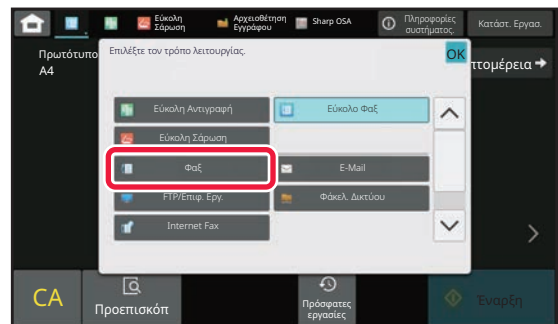 Εύκολη Σάρωση
Αρχειοθέτηση Εγγράφου
Sharp OSA
Πληροφορίες συστήματος.
Κατάστ. Εργασ.
Πρωτότυπο
A4
Επιλέξτε τον τρόπο λειτουργίας.
OK
πτομέρεια
Εύκολη Αντιγραφή
Εύκολο Φαξ
Εύκολη Σάρωση
Φαξ
E-Mail
FTP/Επιφ. Εργ.
Φάκελ. Δικτύου
Internet Fax
CA
Προεπισκόπ
Πρόσφατες εργασίες
Έναρξη